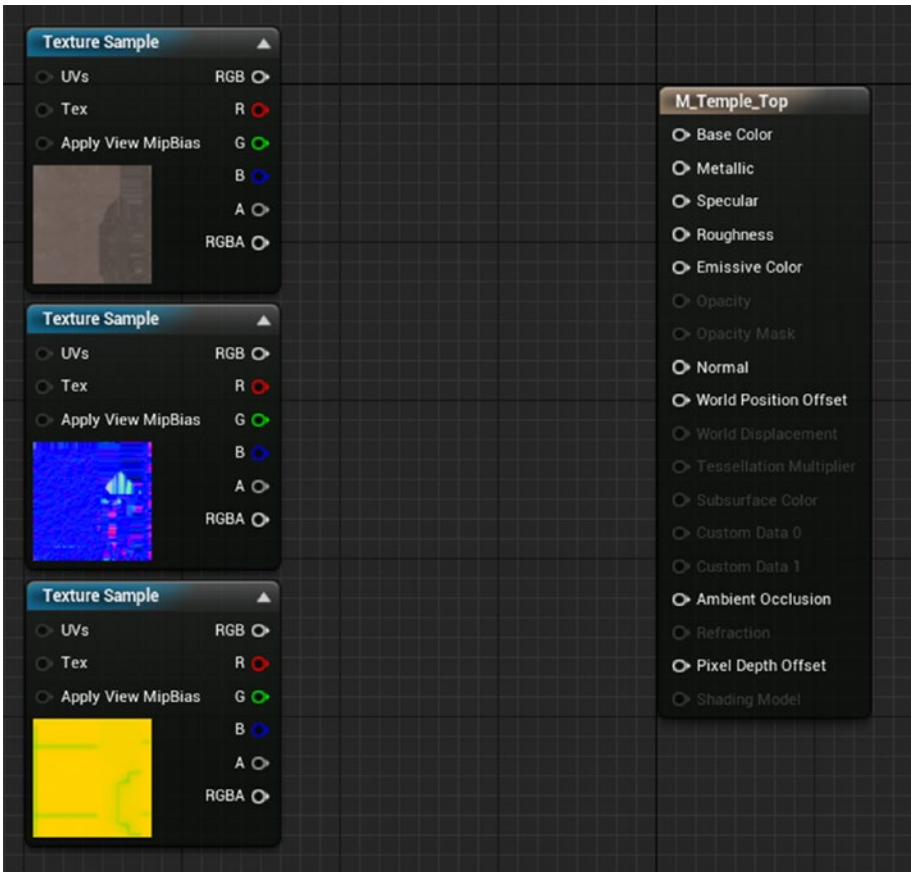 Texture Sample
UVs RGB
Tex R
Apply View MipBias G
B
A
RGBA
Texture Sample
UVs RGB
Tex R
Apply View MipBias G
B
A
RGBA
Texture Sample
UVs RGB
Tex R
Apply View MipBias G
B
A
RGBA
M_Temple_Top
Base Color
Metallic
Specular
Roughness
Emissive Color
Opacity
Opacity Mask
Normal
World Position Offset
World Displacement
Tessellation Multiplier
Subsurface Color
Custom Data 0
Custom Data 1
Ambient Occlusion
Refraction
Pixel Depth Offset
Shading Model